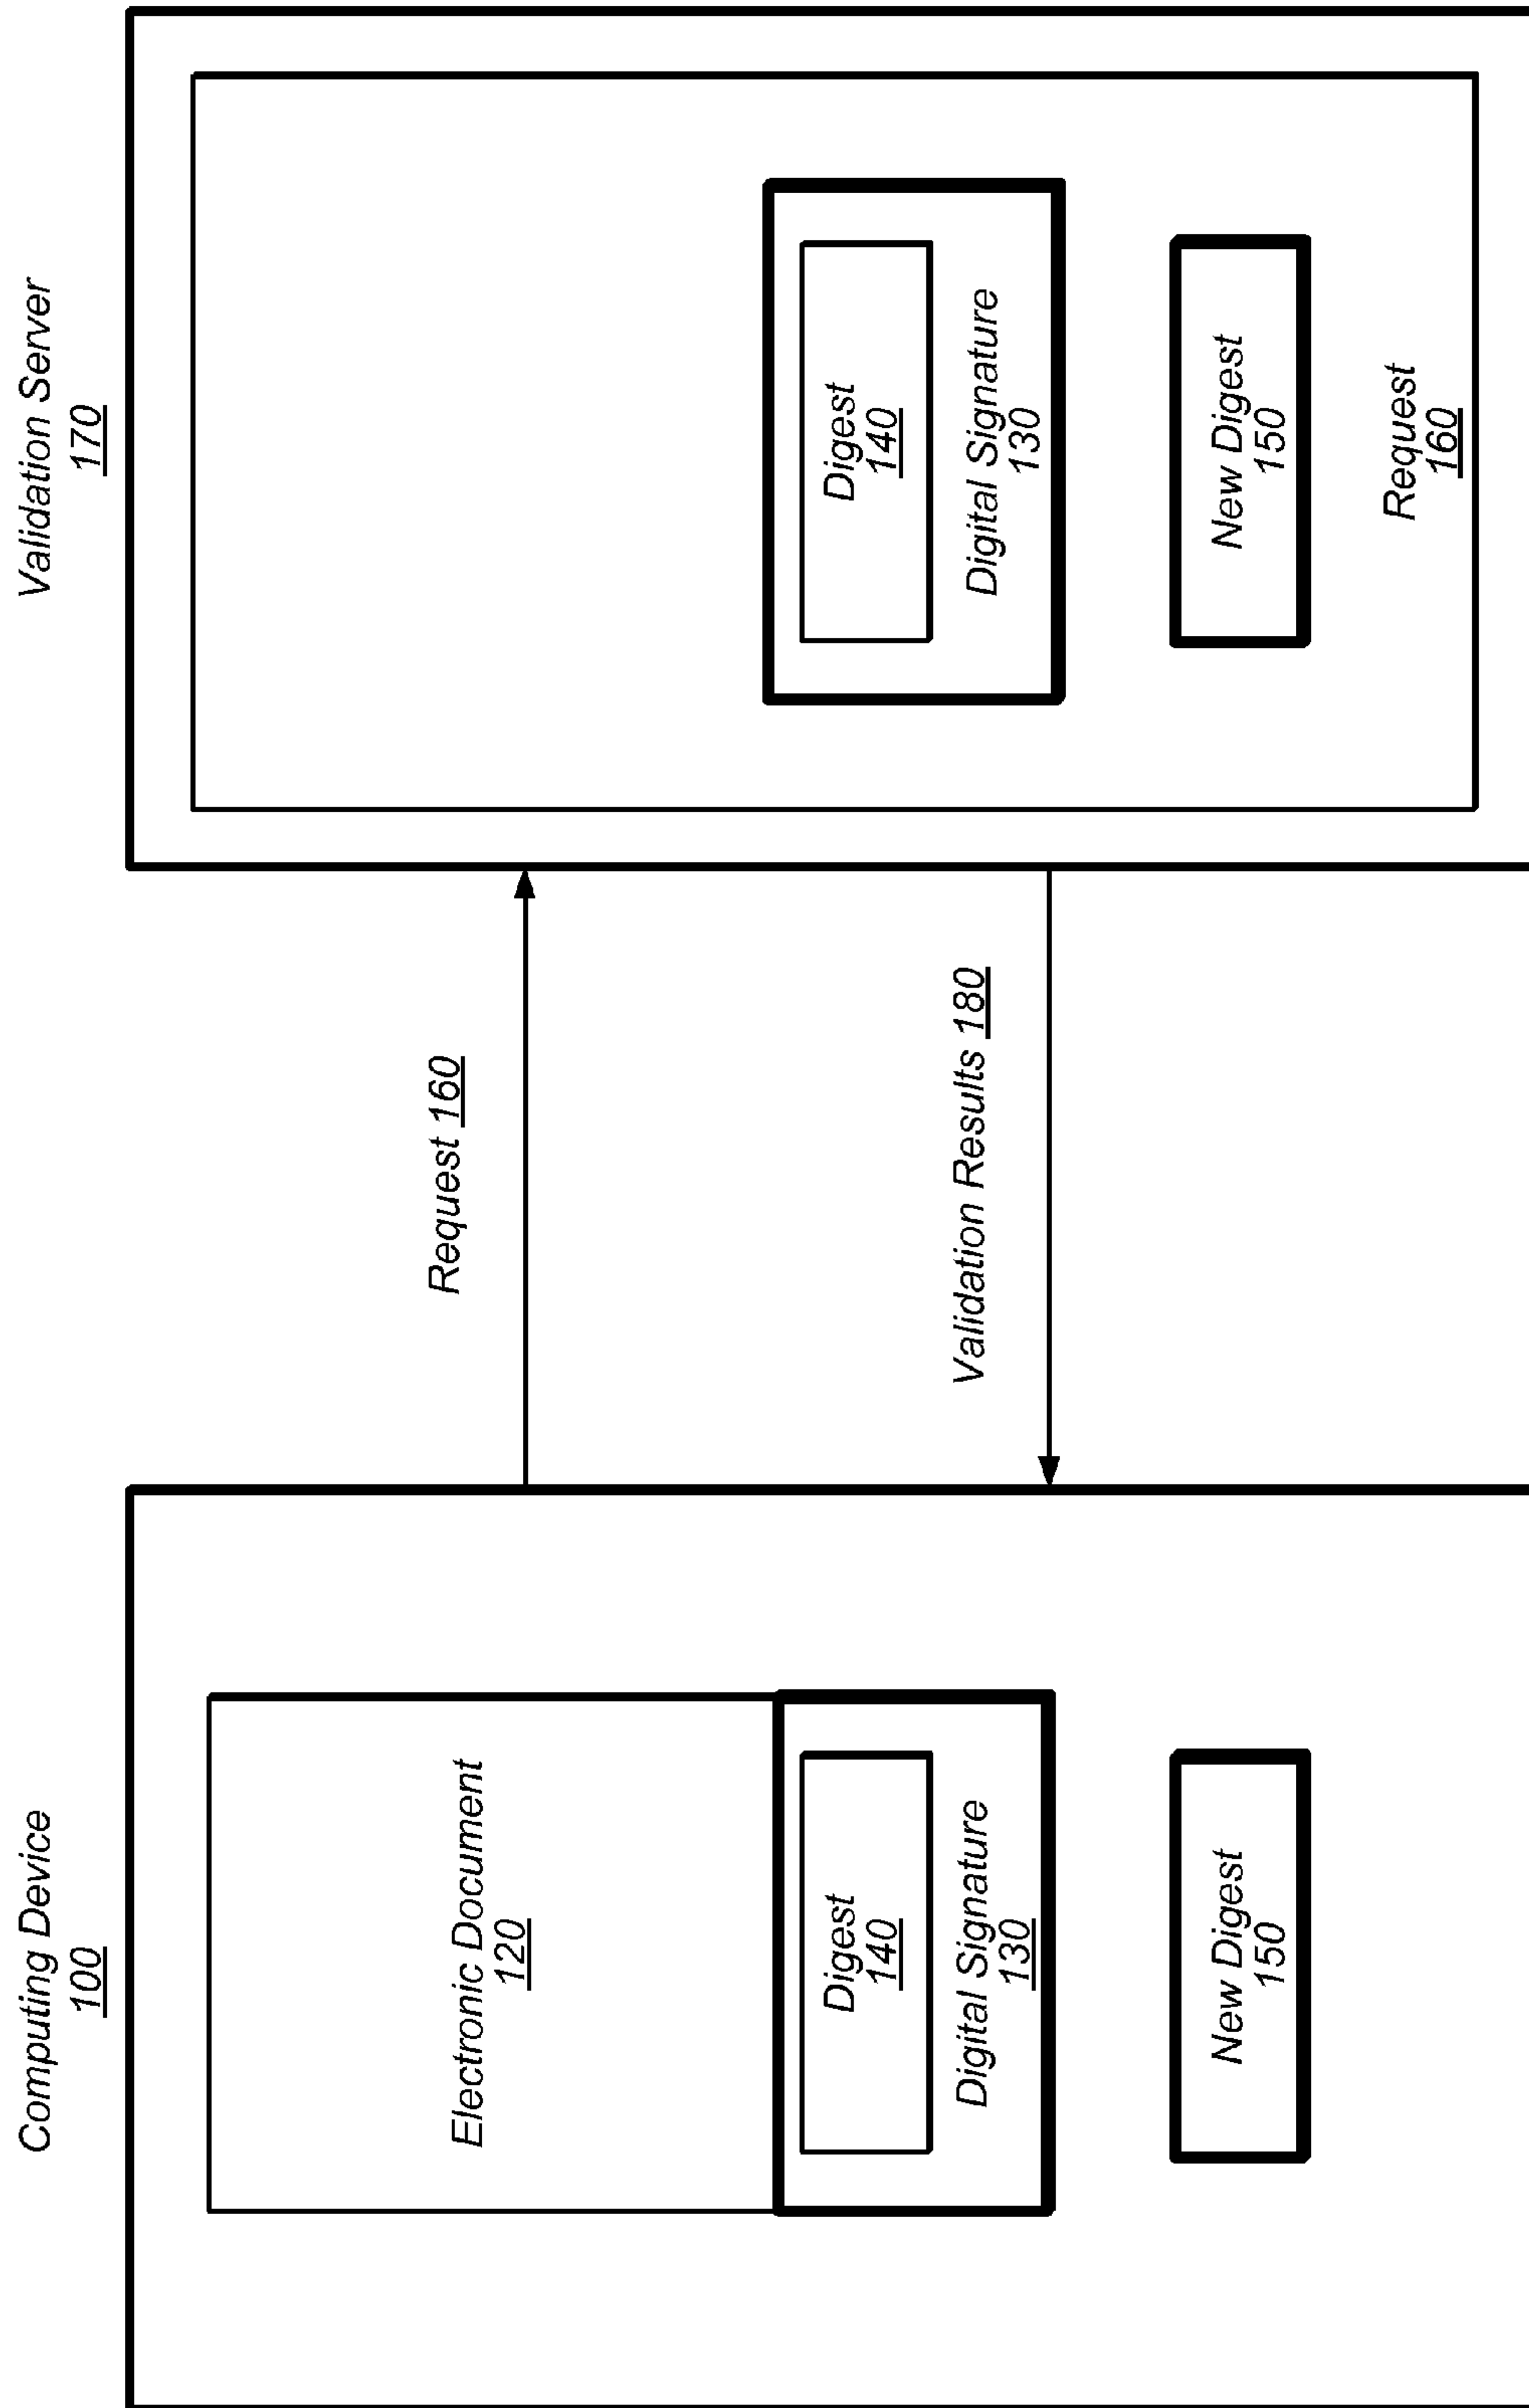 Computing Device
100
Electronic Document
120
Digest
140
Digital Signature
130
New Digest
150
Request 160
Validation Results 180
Validation Server
170
Digest
140
Digital Signature
130
New Digest
150
Request
160